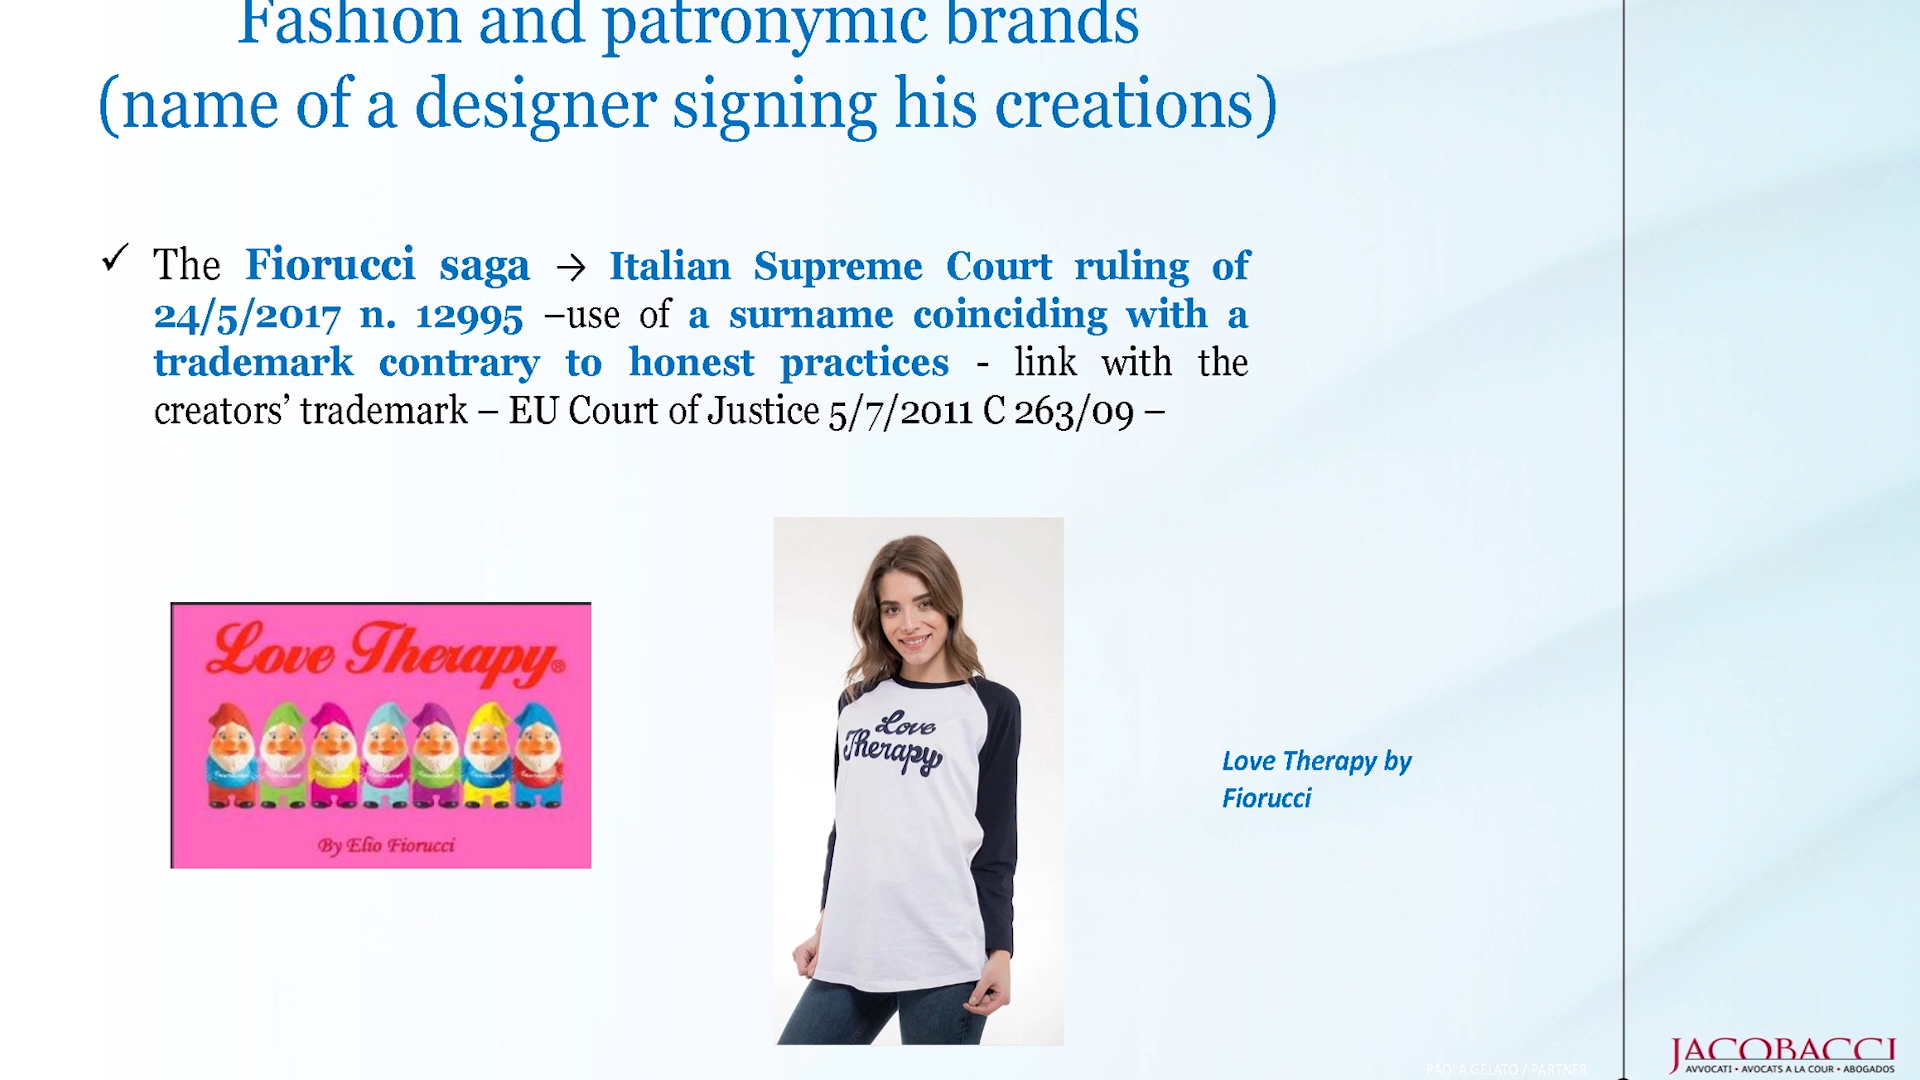 Fashion and patronymic brands
(name of a designer signing his creations)
✓ The Fiorucci saga → Italian Supreme Court ruling of
24/5/2017 n. 12995 –use of a surname coinciding with a
trademark contrary to honest practices - link with the
creators’ trademark – EU Court of Justice 5/7/2011 C 263/09 –
Love Therapy®
By Elio Fiorucci
Love
Therapy
Love Therapy by
Fiorucci
PAOLA GELATO / PARTNER
JACOBACCI
AVVOCATI • AVOCATS A LA COUR • ABOGADOS